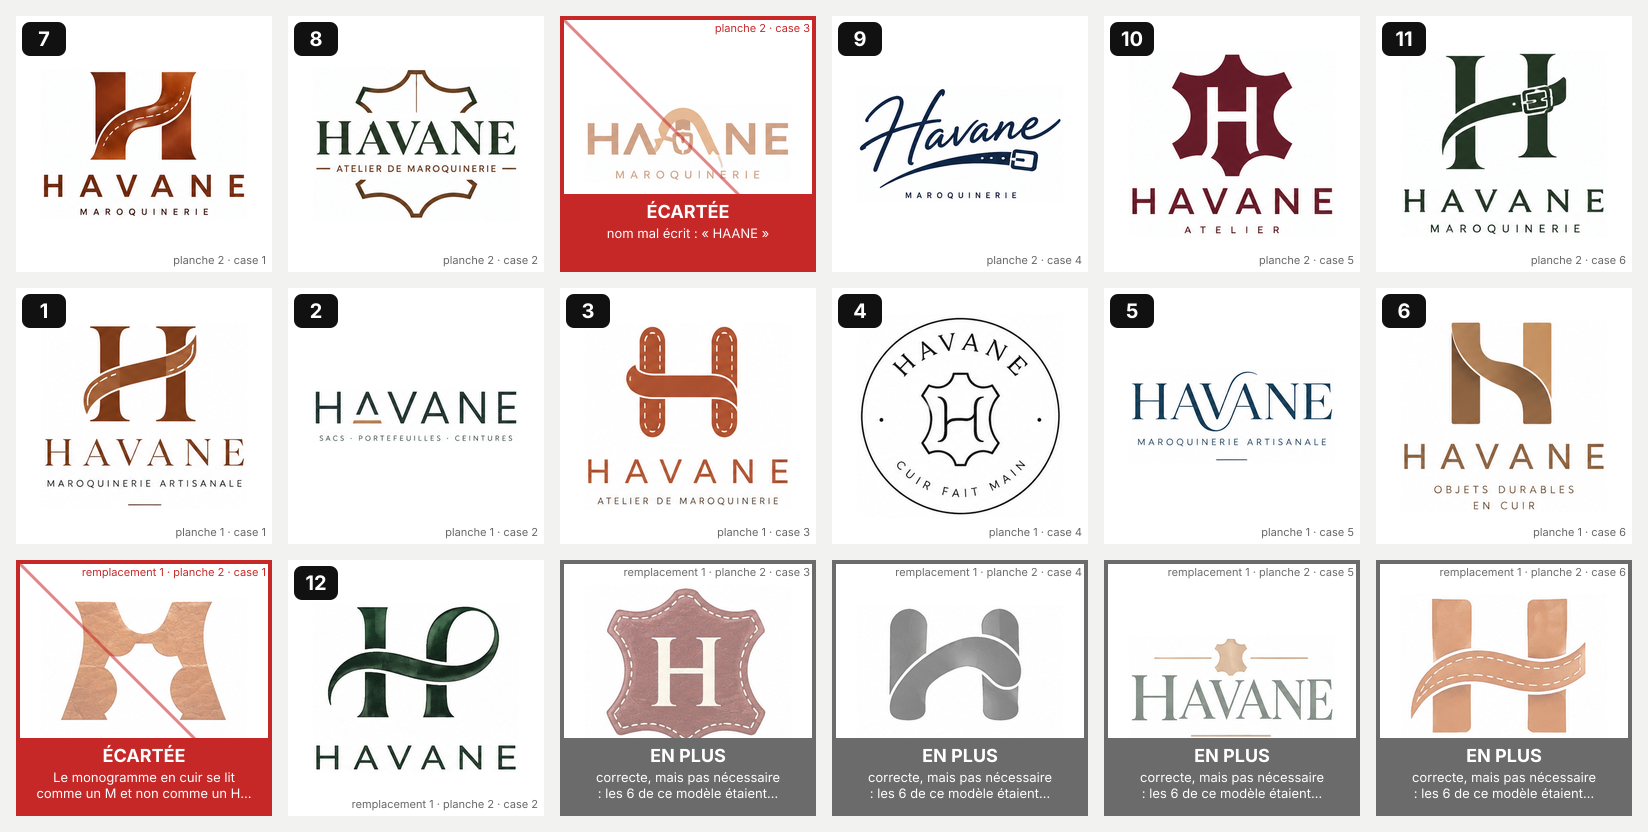 7
HAVANE
MAROQUINERIE
planche 2 · case 1
8
HAVANE
ATELIER DE MAROQUINERIE
planche 2 · case 2
planche 2 · case 3
HAANE
MAROQUINERIE
ÉCARTÉE
nom mal écrit : « HAANE »
9
Havane
MAROQUINERIE
planche 2 · case 4
10
H
HAVANE
ATELIER
planche 2 · case 5
11
H
HAVANE
MAROQUINERIE
planche 2 · case 6
1
H
HAVANE
MAROQUINERIE ARTISANALE
planche 1 · case 1
2
HAVANE
SACS · PORTEFEUILLES · CEINTURES
planche 1 · case 2
3
H
HAVANE
ATELIER DE MAROQUINERIE
planche 1 · case 3
4
HAVANE
H
CUIR FAIT MAIN
planche 1 · case 4
5
HAVANE
MAROQUINERIE ARTISANALE
planche 1 · case 5
6
H
HAVANE
OBJETS DURABLES
EN CUIR
planche 1 · case 6
remplacement 1 · planche 2 · case 1
ÉCARTÉE
Le monogramme en cuir se lit
comme un M et non comme un H...
12
H
HAVANE
remplacement 1 · planche 2 · case 2
remplacement 1 · planche 2 · case 3
H
EN PLUS
correcte, mais pas nécessaire
: les 6 de ce modèle étaient...
remplacement 1 · planche 2 · case 4
H
EN PLUS
correcte, mais pas nécessaire
: les 6 de ce modèle étaient...
remplacement 1 · planche 2 · case 5
HAVANE
EN PLUS
correcte, mais pas nécessaire
: les 6 de ce modèle étaient...
remplacement 1 · planche 2 · case 6
H
EN PLUS
correcte, mais pas nécessaire
: les 6 de ce modèle étaient...